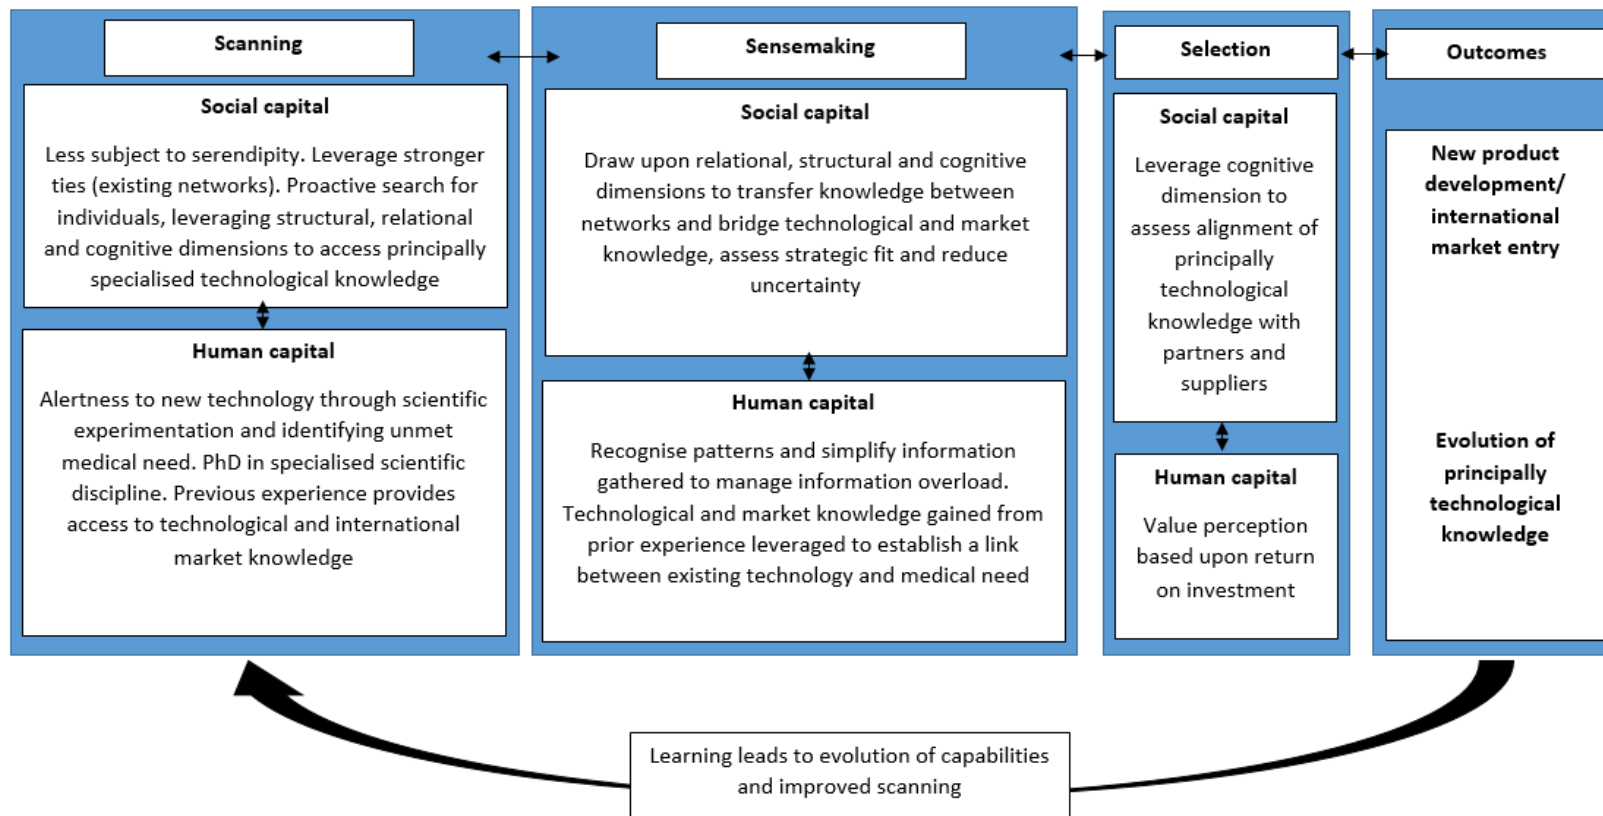 Scanning
Social capital
Less subject to serendipity. Leverage stronger
ties (existing networks). Proactive search for
individuals, leveraging structural, relational
and cognitive dimensions to access principally
specialised technological knowledge
Human capital
Alertness to new technology through scientific
experimentation and identifying unmet
medical need. PhD in specialised scientific
discipline. Previous experience provides
access to technological and international
market knowledge
Sensemaking
Social capital
Draw upon relational, structural and cognitive
dimensions to transfer knowledge between
networks and bridge technological and market
knowledge, assess strategic fit and reduce
uncertainty
Human capital
Recognise patterns and simplify information
gathered to manage information overload.
Technological and market knowledge gained from
prior experience leveraged to establish a link
between existing technology and medical need
Selection
Social capital
Leverage cognitive
dimension to
assess alignment of
principally
technological
knowledge with
partners and
suppliers
Human capital
Value perception
based upon return
on investment
Outcomes
New product
development/
international
market entry
Evolution of
principally
technological
knowledge
Learning leads to evolution of capabilities
and improved scanning